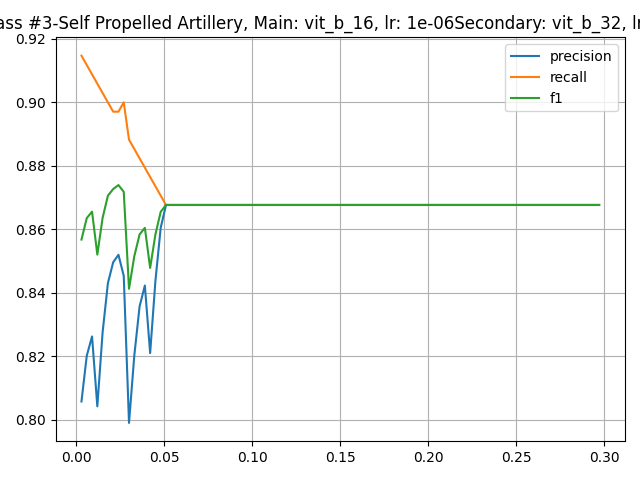 ass #3-Self Propelled Artillery, Main: vit_b_16, lr: 1e-06Secondary: vit_b_32, lr
precision
recall
f1
0.92
0.90
0.88
0.86
0.84
0.82
0.80
0.00 0.05 0.10 0.15 0.20 0.25 0.30